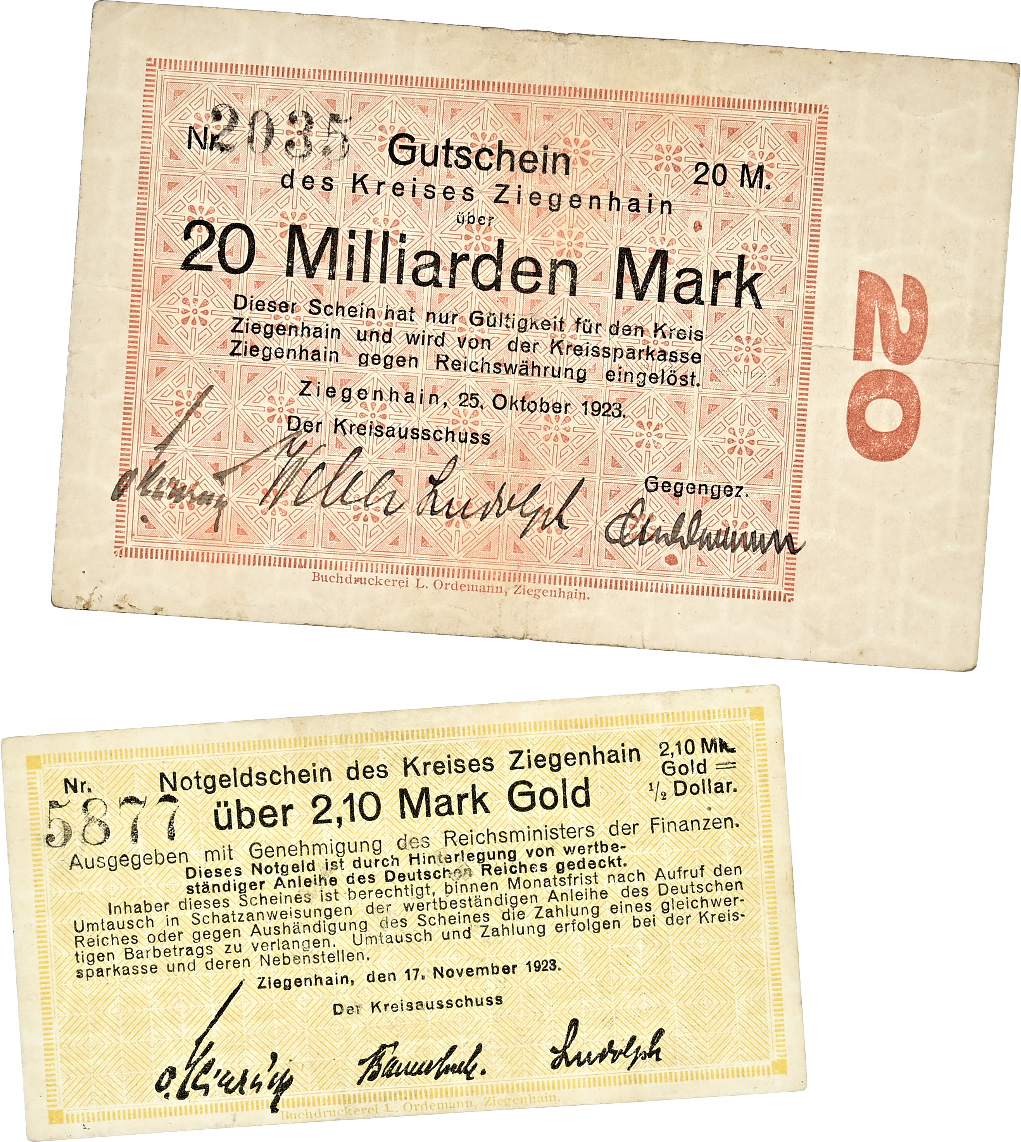 Nr. 2035
Gutschein
20 M.
des Kreises Ziegenhain
über
20 Milliarden Mark
Dieser Schein hat nur Gültigkeit für den Kreis
Ziegenhain und wird von der Kreissparkasse
Ziegenhain gegen Reichswährung eingelöst.
Ziegenhain, 25. Oktober 1923.
Der Kreisausschuss
Gegengez.
Weber Ludolph
Buchdruckerei L. Ordemann, Ziegenhain.
20
Nr.
5877
Notgeldschein des Kreises Ziegenhain
über 2,10 Mark Gold
2,10 Mk.
Gold =
½ Dollar.
Ausgegeben mit Genehmigung des Reichsministers der Finanzen.
Dieses Notgeld ist durch Hinterlegung von wertbe-
ständiger Anleihe des Deutschen Reiches gedeckt.
Inhaber dieses Scheines ist berechtigt, binnen Monatsfrist nach Aufruf den
Umtausch in Schatzanweisungen der wertbeständigen Anleihe des Deutschen
Reiches oder gegen Aushändigung des Scheines die Zahlung eines gleichwer-
tigen Barbetrags zu verlangen. Umtausch und Zahlung erfolgen bei der Kreis-
sparkasse und deren Nebenstellen.
Ziegenhain, den 17. November 1923.
Der Kreisausschuss
Ludolph
Buchdruckerei L. Ordemann, Ziegenhain.